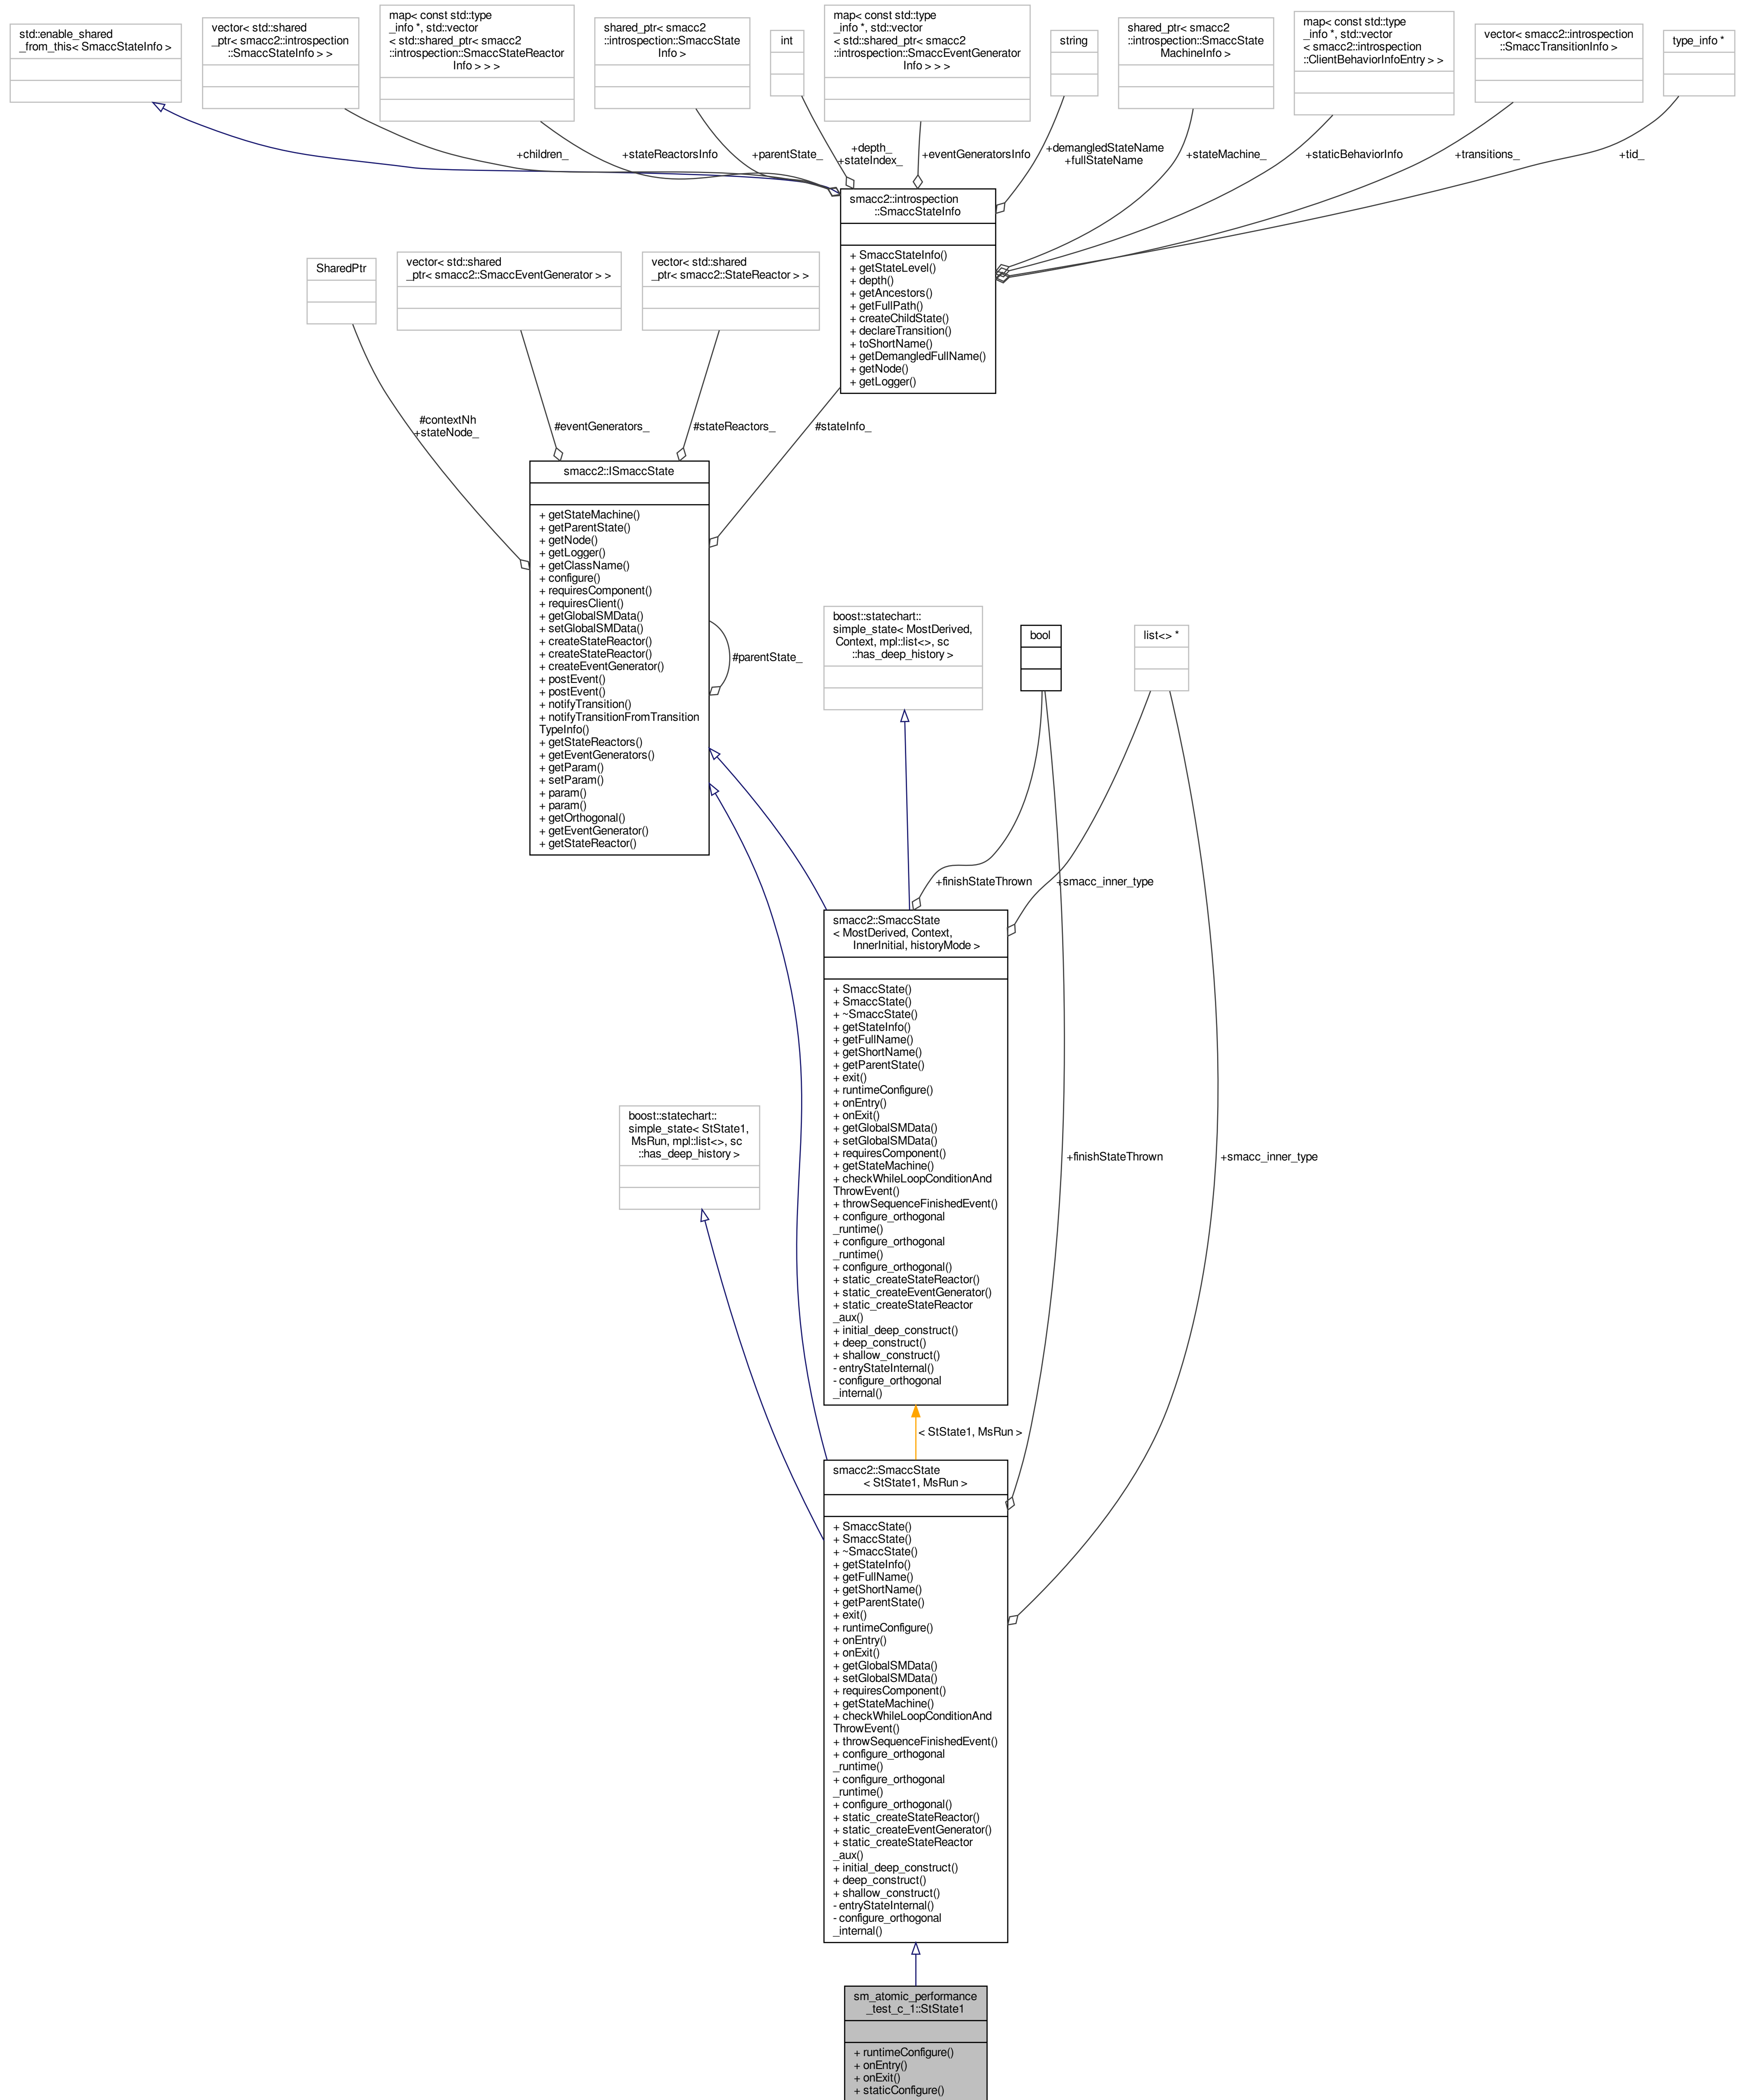 std::enable_shared
_from_this< SmaccStateInfo >
vector< std::shared
_ptr< smacc2::introspection
::SmaccStateInfo > >
map< const std::type
_info *, std::vector
< std::shared_ptr< smacc2
::introspection::SmaccStateReactor
Info > > >
shared_ptr< smacc2
::introspection::SmaccState
Info >
int
map< const std::type
_info *, std::vector
< std::shared_ptr< smacc2
::introspection::SmaccEventGenerator
Info > > >
string
shared_ptr< smacc2
::introspection::SmaccState
MachineInfo >
map< const std::type
_info *, std::vector
< smacc2::introspection
::ClientBehaviorInfoEntry > >
vector< smacc2::introspection
::SmaccTransitionInfo >
type_info *
+children_
+stateReactorsInfo
+parentState_
+depth_
+stateIndex_
+eventGeneratorsInfo
+demangledStateName
+fullStateName
+stateMachine_
+staticBehaviorInfo
+transitions_
+tid_
smacc2::introspection
::SmaccStateInfo
+ SmaccStateInfo()
+ getStateLevel()
+ depth()
+ getAncestors()
+ getFullPath()
+ createChildState()
+ declareTransition()
+ toShortName()
+ getDemangledFullName()
+ getNode()
+ getLogger()
SharedPtr
vector< std::shared
_ptr< smacc2::SmaccEventGenerator > >
vector< std::shared
_ptr< smacc2::StateReactor > >
#contextNh
+stateNode_
#eventGenerators_
#stateReactors_
#stateInfo_
smacc2::ISmaccState
+ getStateMachine()
+ getParentState()
+ getNode()
+ getLogger()
+ getClassName()
+ configure()
+ requiresComponent()
+ requiresClient()
+ getGlobalSMData()
+ setGlobalSMData()
+ createStateReactor()
+ createStateReactor()
+ createEventGenerator()
+ postEvent()
+ postEvent()
+ notifyTransition()
+ notifyTransitionFromTransition
TypeInfo()
+ getStateReactors()
+ getEventGenerators()
+ getParam()
+ setParam()
+ param()
+ param()
+ getOrthogonal()
+ getEventGenerator()
+ getStateReactor()
#parentState_
boost::statechart::
simple_state< MostDerived,
Context, mpl::list<>, sc
::has_deep_history >
bool
list<> *
+finishStateThrown
+smacc_inner_type
smacc2::SmaccState
< MostDerived, Context,
InnerInitial, historyMode >
+ SmaccState()
+ SmaccState()
+ ~SmaccState()
+ getStateInfo()
+ getFullName()
+ getShortName()
+ getParentState()
+ exit()
+ runtimeConfigure()
+ onEntry()
+ onExit()
+ getGlobalSMData()
+ setGlobalSMData()
+ requiresComponent()
+ getStateMachine()
+ checkWhileLoopConditionAnd
ThrowEvent()
+ throwSequenceFinishedEvent()
+ configure_orthogonal
_runtime()
+ configure_orthogonal
_runtime()
+ configure_orthogonal()
+ static_createStateReactor()
+ static_createEventGenerator()
+ static_createStateReactor
_aux()
+ initial_deep_construct()
+ deep_construct()
+ shallow_construct()
- entryStateInternal()
- configure_orthogonal
_internal()
boost::statechart::
simple_state< StState1,
MsRun, mpl::list<>, sc
::has_deep_history >
+finishStateThrown
+smacc_inner_type
< StState1, MsRun >
smacc2::SmaccState
< StState1, MsRun >
+ SmaccState()
+ SmaccState()
+ ~SmaccState()
+ getStateInfo()
+ getFullName()
+ getShortName()
+ getParentState()
+ exit()
+ runtimeConfigure()
+ onEntry()
+ onExit()
+ getGlobalSMData()
+ setGlobalSMData()
+ requiresComponent()
+ getStateMachine()
+ checkWhileLoopConditionAnd
ThrowEvent()
+ throwSequenceFinishedEvent()
+ configure_orthogonal
_runtime()
+ configure_orthogonal
_runtime()
+ configure_orthogonal()
+ static_createStateReactor()
+ static_createEventGenerator()
+ static_createStateReactor
_aux()
+ initial_deep_construct()
+ deep_construct()
+ shallow_construct()
- entryStateInternal()
- configure_orthogonal
_internal()
sm_atomic_performance
_test_c_1::StState1
+ runtimeConfigure()
+ onEntry()
+ onExit()
+ staticConfigure()